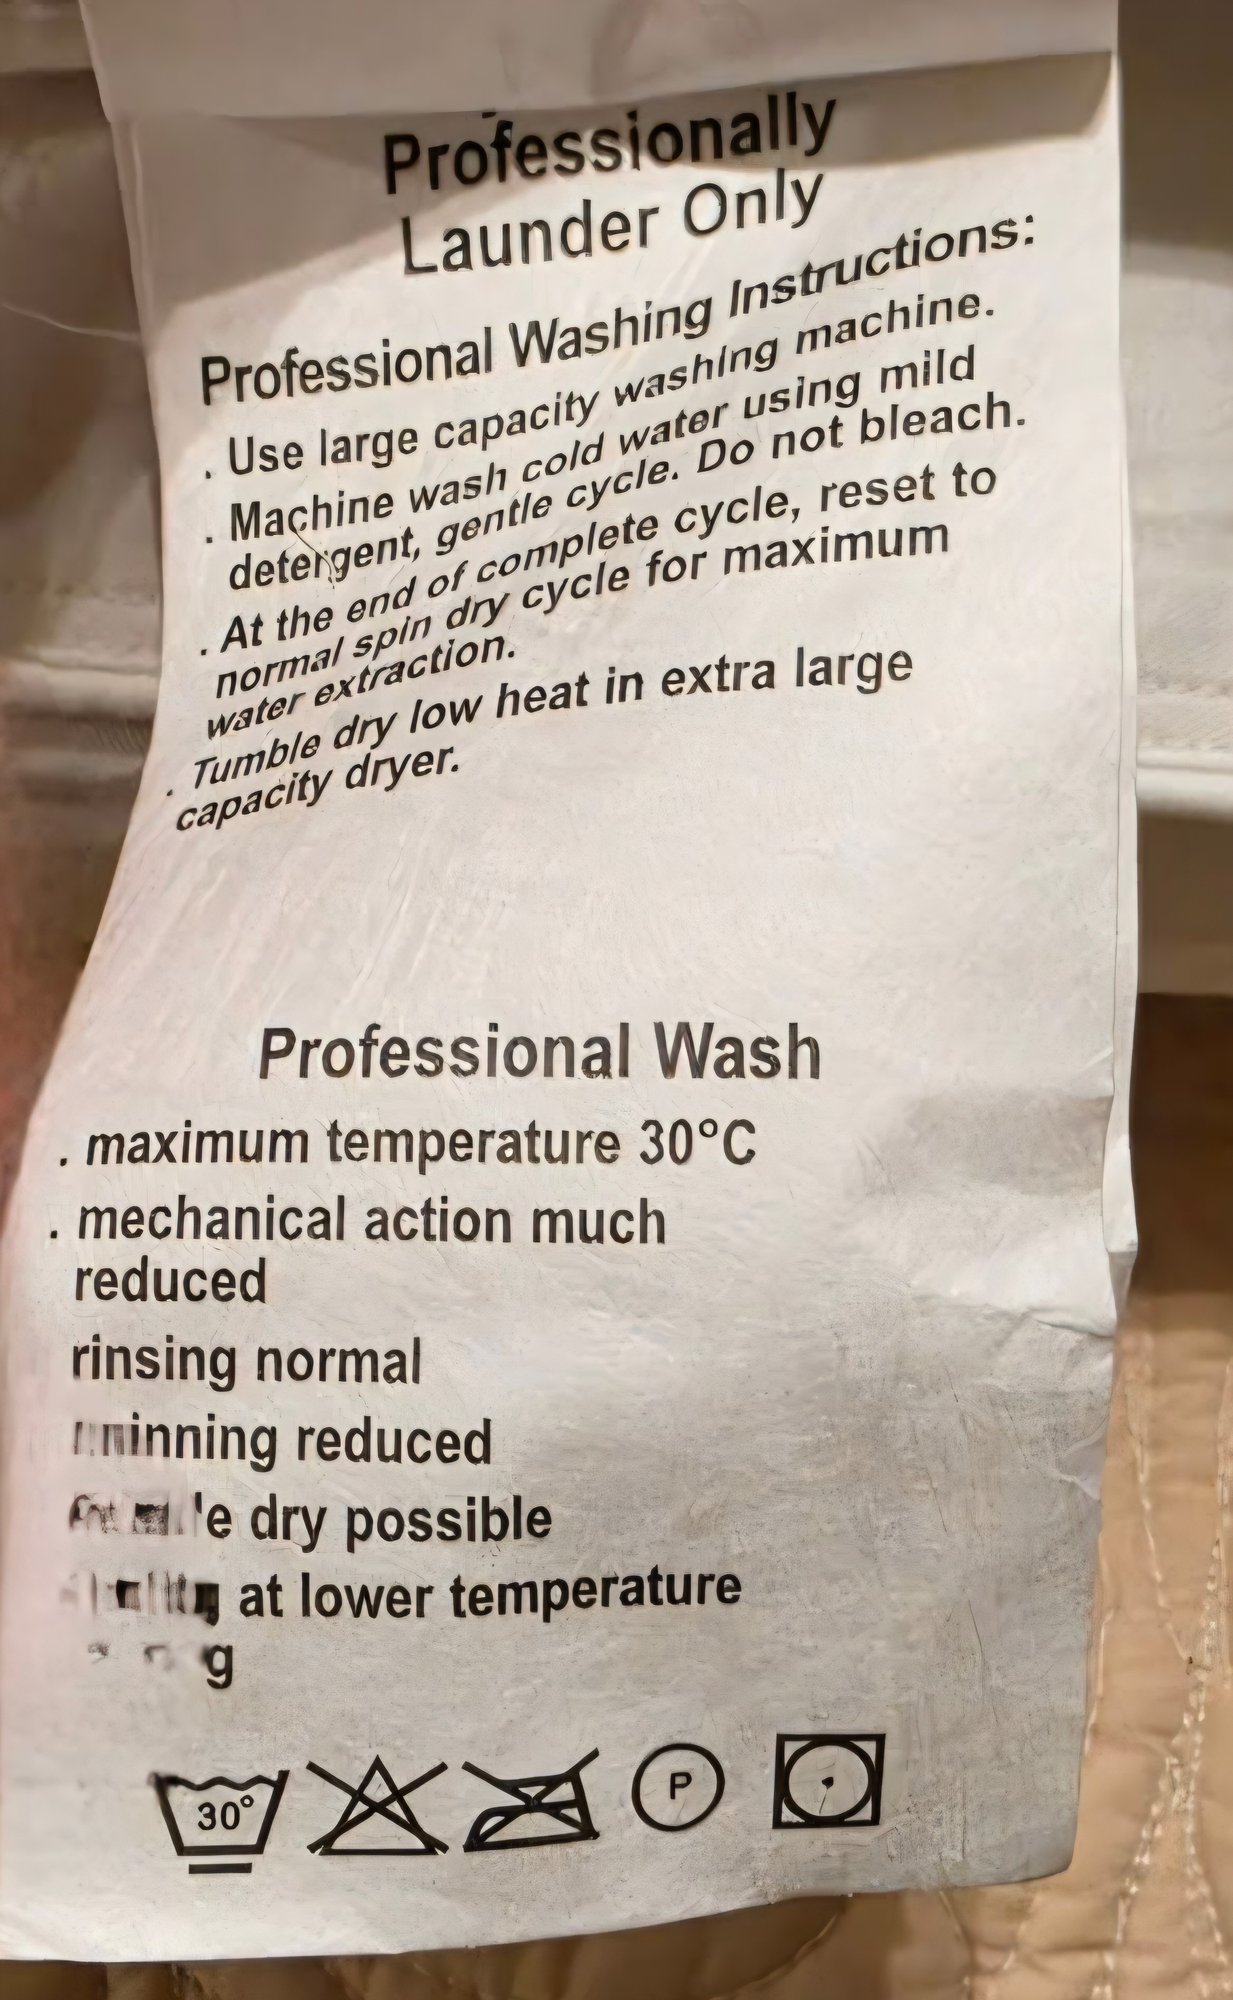 Professionally
Launder Only
Professional Washing Instructions:
. Use large capacity washing machine.
. Machine wash cold water using mild
detergent, gentle cycle. Do not bleach.
. At the end of complete cycle, reset to
normal spin dry cycle for maximum
water extraction.
. Tumble dry low heat in extra large
capacity dryer.
Professional Wash
. maximum temperature 30°C
. mechanical action much
reduced
rinsing normal
reduced
dry possible
at lower temperature
30°
P